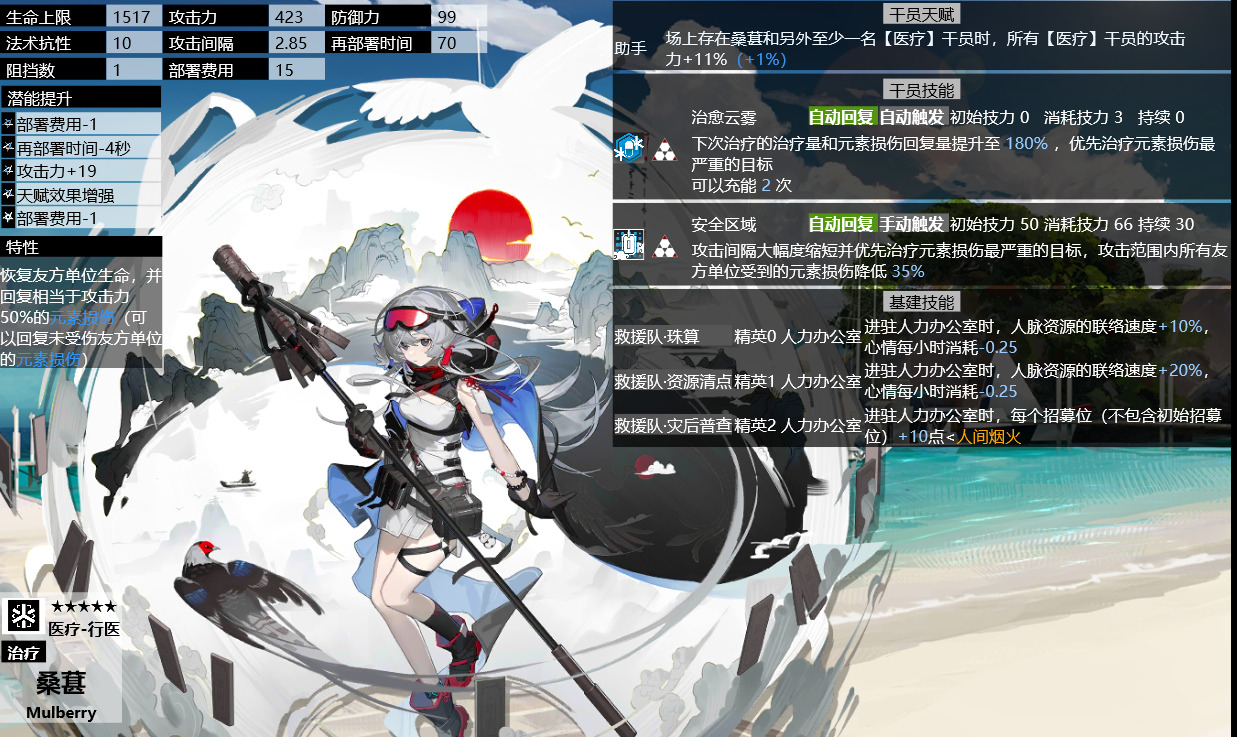 生命上限 1517 攻击力 423 防御力 99
法术抗性 10 攻击间隔 2.85 再部署时间 70
阻挡数 1 部署费用 15
潜能提升
部署费用-1
再部署时间-4秒
攻击力+19
天赋效果增强
部署费用-1
特性
恢复友方单位生命，并
回复相当于攻击力
50%的元素损伤（可
以回复未受伤友方单位
的元素损伤）
★★★★★
医疗-行医
治疗
桑葚
Mulberry
干员天赋
助手
场上存在桑葚和另外至少一名【医疗】干员时，所有【医疗】干员的攻击
力+11%（+1%）
干员技能
治愈云雾 自动回复 自动触发 初始技力 0 消耗技力 3 持续 0
下次治疗的治疗量和元素损伤回复量提升至 180% ，优先治疗元素损伤最
严重的目标
可以充能 2 次
安全区域 自动回复 手动触发 初始技力 50 消耗技力 66 持续 30
攻击间隔大幅度缩短并优先治疗元素损伤最严重的目标，攻击范围内所有友
方单位受到的元素损伤降低 35%
基建技能
救援队·珠算 精英0 人力办公室 进驻人力办公室时，人脉资源的联络速度+10%，
心情每小时消耗-0.25
救援队·资源清点 精英1 人力办公室 进驻人力办公室时，人脉资源的联络速度+20%，
心情每小时消耗-0.25
救援队·灾后普查 精英2 人力办公室 进驻人力办公室时，每个招募位（不包含初始招募
位）+10点<人间烟火